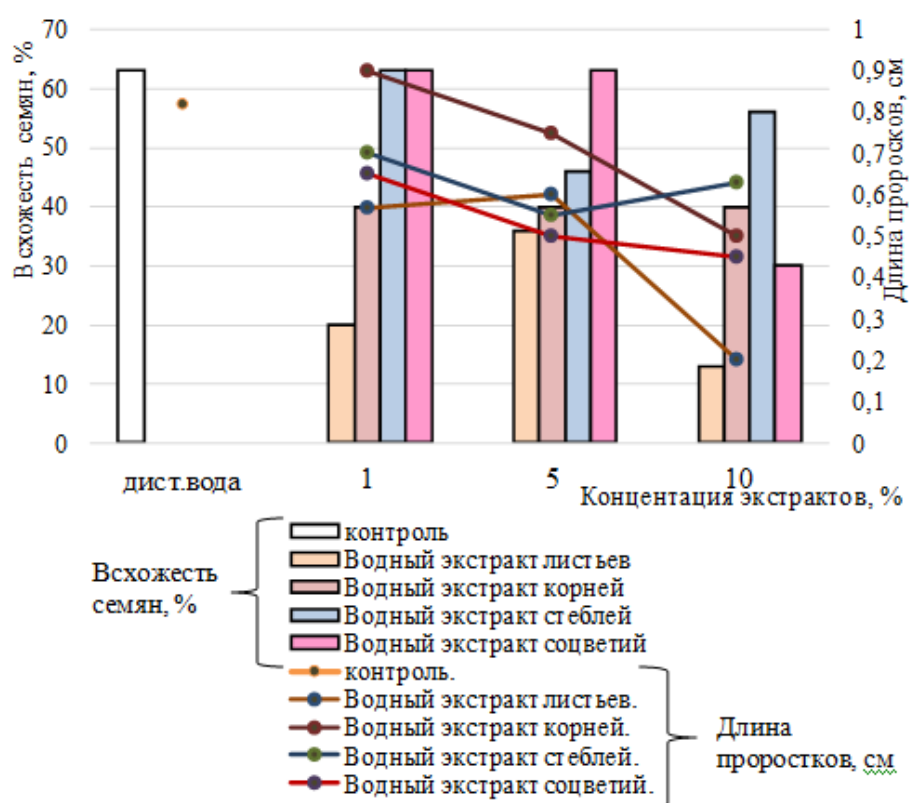 Всхожесть семян, %
70
60
50
40
30
20
10
0
1
0,9
0,8
0,7
0,6
0,5
0,4
0,3
0,2
0,1
0
Длина проросков, см
дист.вода
1
5
10
Концентация экстрактов, %
Всхожесть
семян, %
контроль
Водный экстракт листьев
Водный экстракт корней
Водный экстракт стеблей
Водный экстракт соцветий
контроль.
Водный экстракт листьев.
Водный экстракт корней.
Водный экстракт стеблей.
Водный экстракт соцветий.
Длина
проростков, см